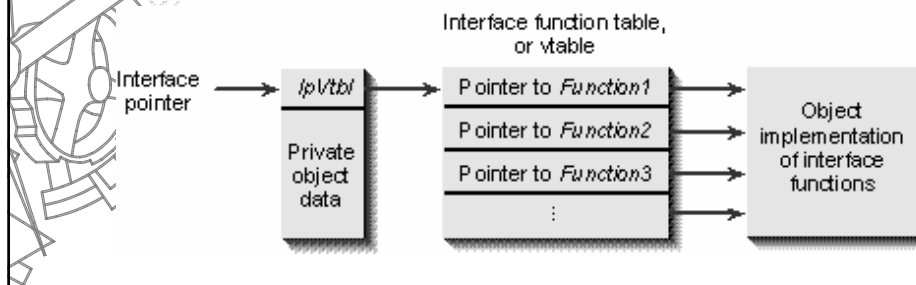 Interface function table,
or vtable
Interface
pointer
lpVtbl
Private
object
data
Pointer to Function1
Pointer to Function2
Pointer to Function3
⋮
Object
implementation
of interface
functions